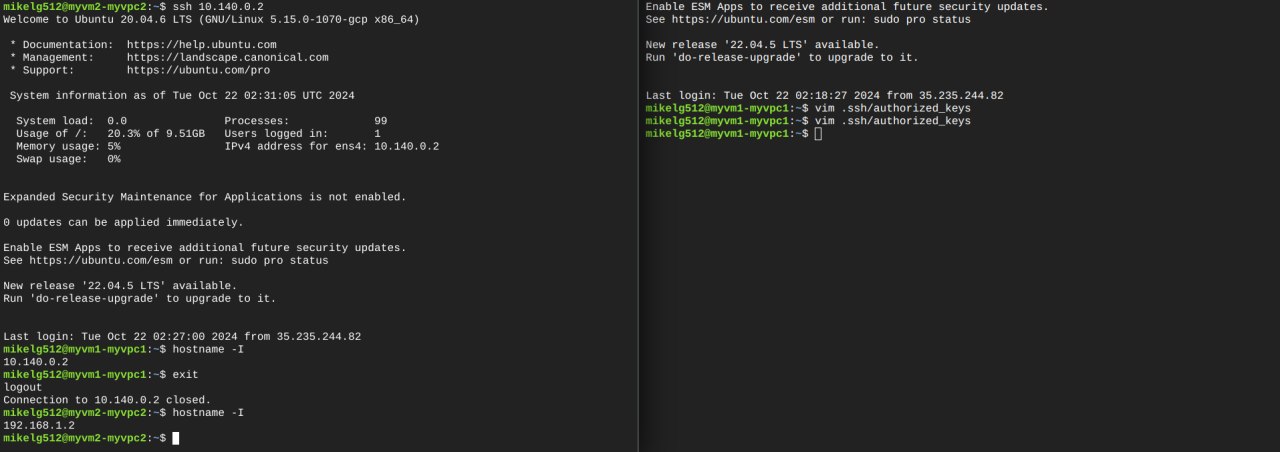 mikelg512@myvm2-myvpc2:~$ ssh 10.140.0.2
Welcome to Ubuntu 20.04.6 LTS (GNU/Linux 5.15.0-1070-gcp x86_64)
* Documentation:  https://help.ubuntu.com
* Management:     https://landscape.canonical.com
* Support:        https://ubuntu.com/pro
System information as of Tue Oct 22 02:31:05 UTC 2024
System load:  0.0               Processes:             99
Usage of /:   20.3% of 9.51GB   Users logged in:       1
Memory usage: 5%                IPv4 address for ens4: 10.140.0.2
Swap usage:   0%
Expanded Security Maintenance for Applications is not enabled.
0 updates can be applied immediately.
Enable ESM Apps to receive additional future security updates.
See https://ubuntu.com/esm or run: sudo pro status
New release '22.04.5 LTS' available.
Run 'do-release-upgrade' to upgrade to it.
Last login: Tue Oct 22 02:27:00 2024 from 35.235.244.82
mikelg512@myvm1-myvpc1:~$ hostname -I
10.140.0.2
mikelg512@myvm1-myvpc1:~$ exit
logout
Connection to 10.140.0.2 closed.
mikelg512@myvm2-myvpc2:~$ hostname -I
192.168.1.2
mikelg512@myvm2-myvpc2:~$
Enable ESM Apps to receive additional future security updates.
See https://ubuntu.com/esm or run: sudo pro status
New release '22.04.5 LTS' available.
Run 'do-release-upgrade' to upgrade to it.
Last login: Tue Oct 22 02:18:27 2024 from 35.235.244.82
mikelg512@myvm1-myvpc1:~$ vim .ssh/authorized_keys
mikelg512@myvm1-myvpc1:~$ vim .ssh/authorized_keys
mikelg512@myvm1-myvpc1:~$